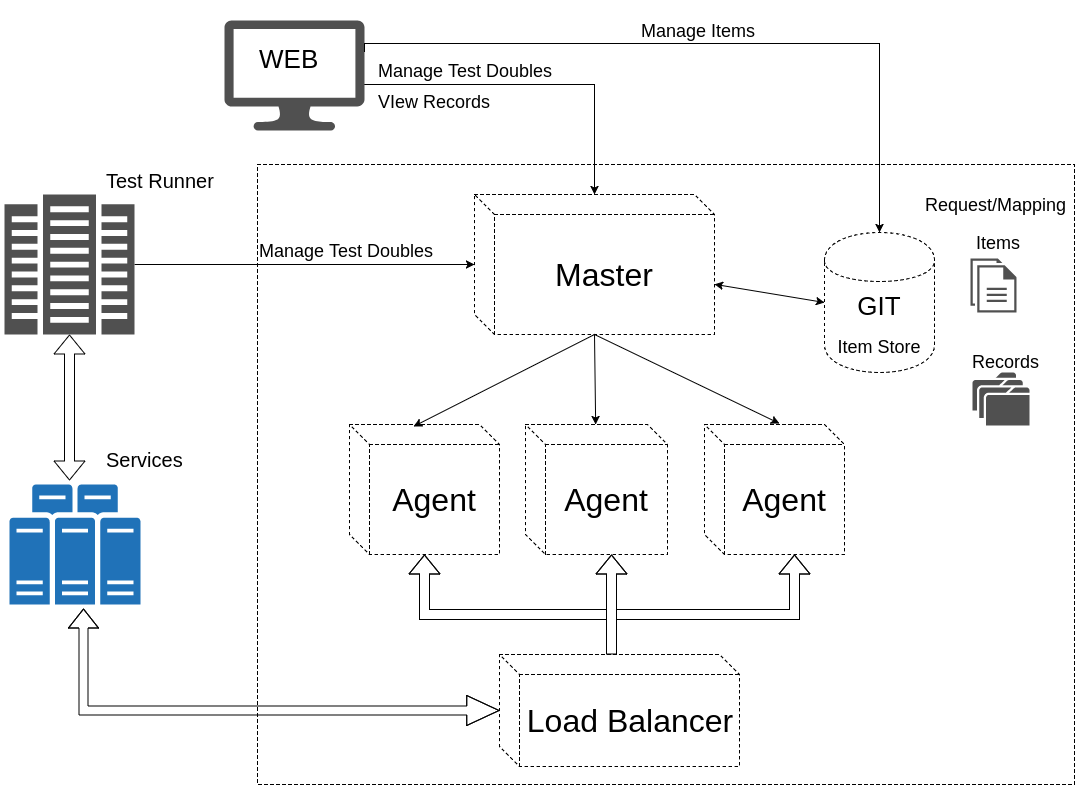 Manage Items
WEB
Manage Test Doubles
VIew Records
Test Runner
Request/Mapping
Manage Test Doubles
Items
Master
GIT
Item Store
Records
Services
Agent
Agent
Agent
Load Balancer